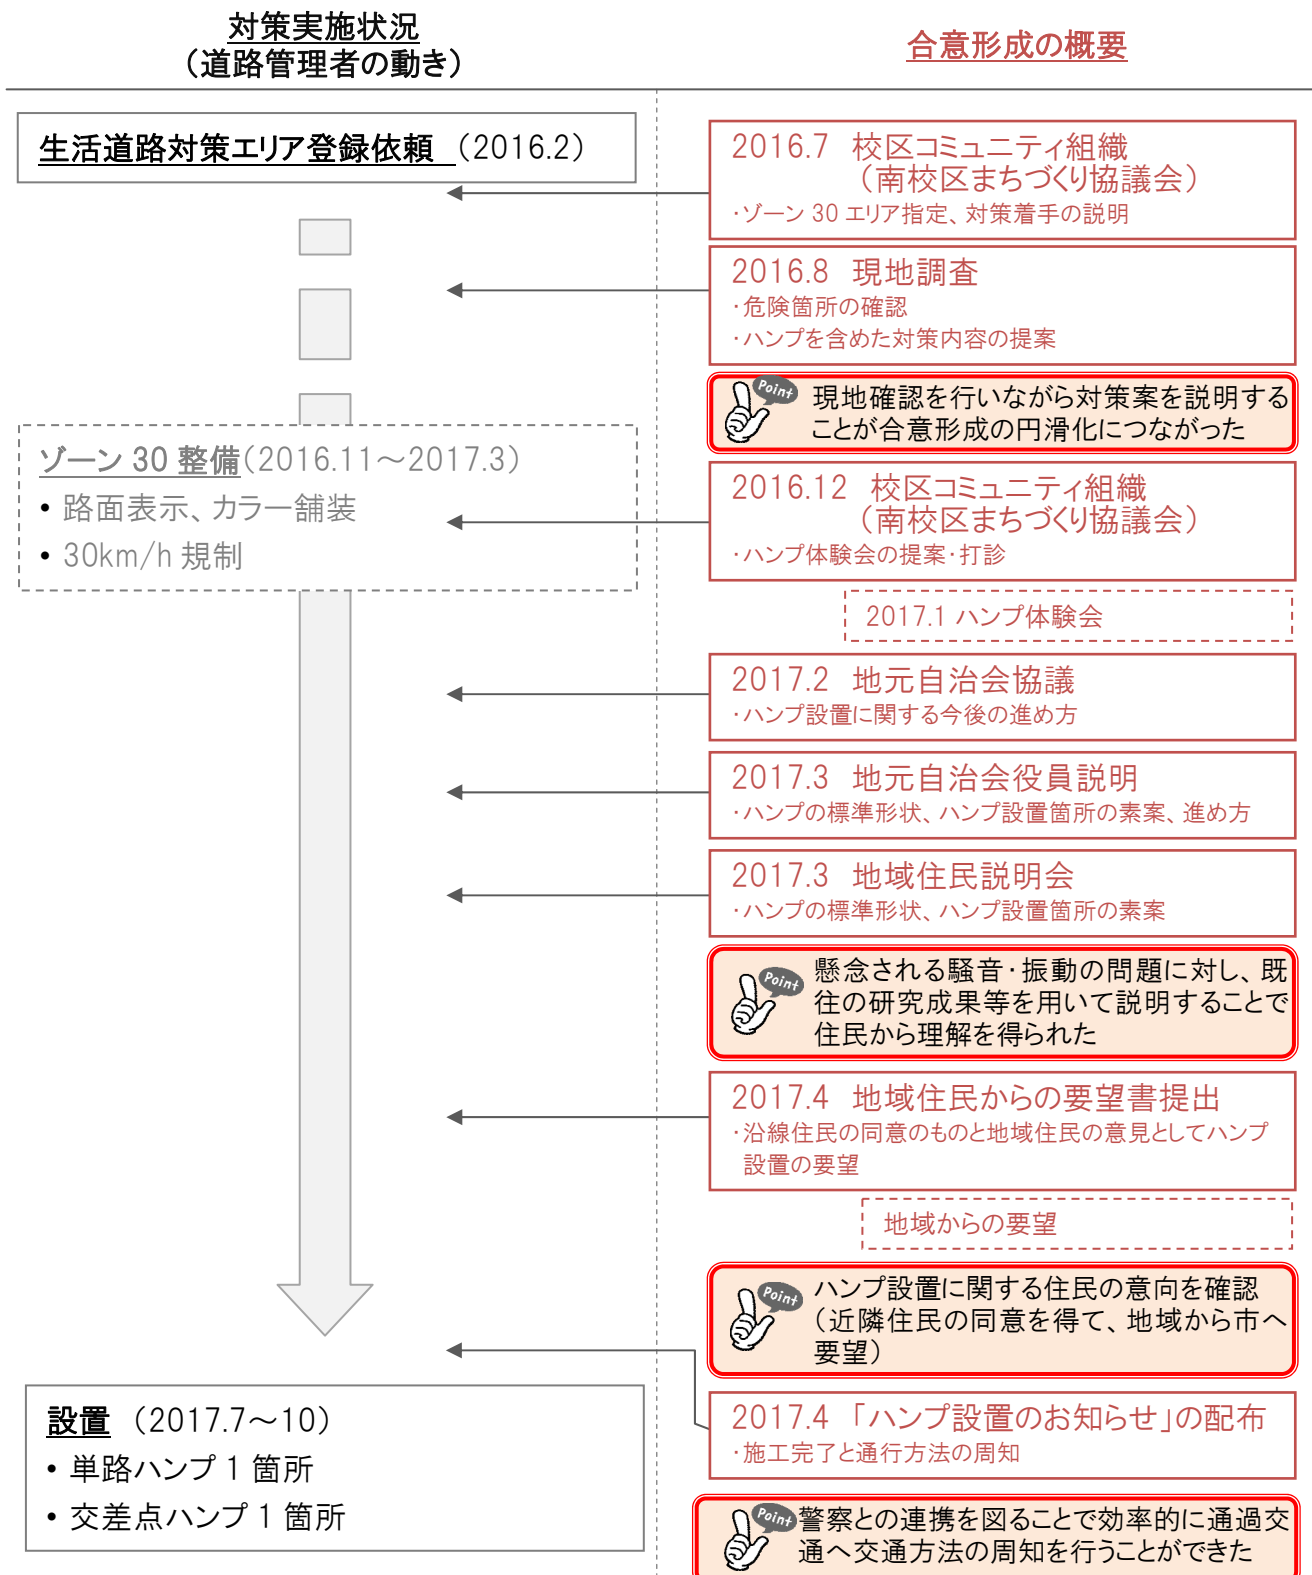 対策実施状況
（道路管理者の動き）
合意形成の概要
生活道路対策エリア登録依頼 （2016.2）
ゾーン 30 整備（2016.11～2017.3）
• 路面表示、カラー舗装
• 30km/h 規制
設置 （2017.7～10）
• 単路ハンプ 1 箇所
• 交差点ハンプ 1 箇所
2016.7 校区コミュニティ組織
（南校区まちづくり協議会）
・ゾーン 30 エリア指定、対策着手の説明
2016.8 現地調査
・危険箇所の確認
・ハンプを含めた対策内容の提案
Point
現地確認を行いながら対策案を説明する
ことが合意形成の円滑化につながった
2016.12 校区コミュニティ組織
（南校区まちづくり協議会）
・ハンプ体験会の提案・打診
2017.1 ハンプ体験会
2017.2 地元自治会協議
・ハンプ設置に関する今後の進め方
2017.3 地元自治会役員説明
・ハンプの標準形状、ハンプ設置箇所の素案、進め方
2017.3 地域住民説明会
・ハンプの標準形状、ハンプ設置箇所の素案
Point
懸念される騒音・振動の問題に対し、既
往の研究成果等を用いて説明することで
住民から理解を得られた
2017.4 地域住民からの要望書提出
・沿線住民の同意のものと地域住民の意見としてハンプ
設置の要望
地域からの要望
Point
ハンプ設置に関する住民の意向を確認
（近隣住民の同意を得て、地域から市へ
要望）
2017.4 「ハンプ設置のお知らせ」の配布
・施工完了と通行方法の周知
Point
警察との連携を図ることで効率的に通過交
通へ交通方法の周知を行うことができた